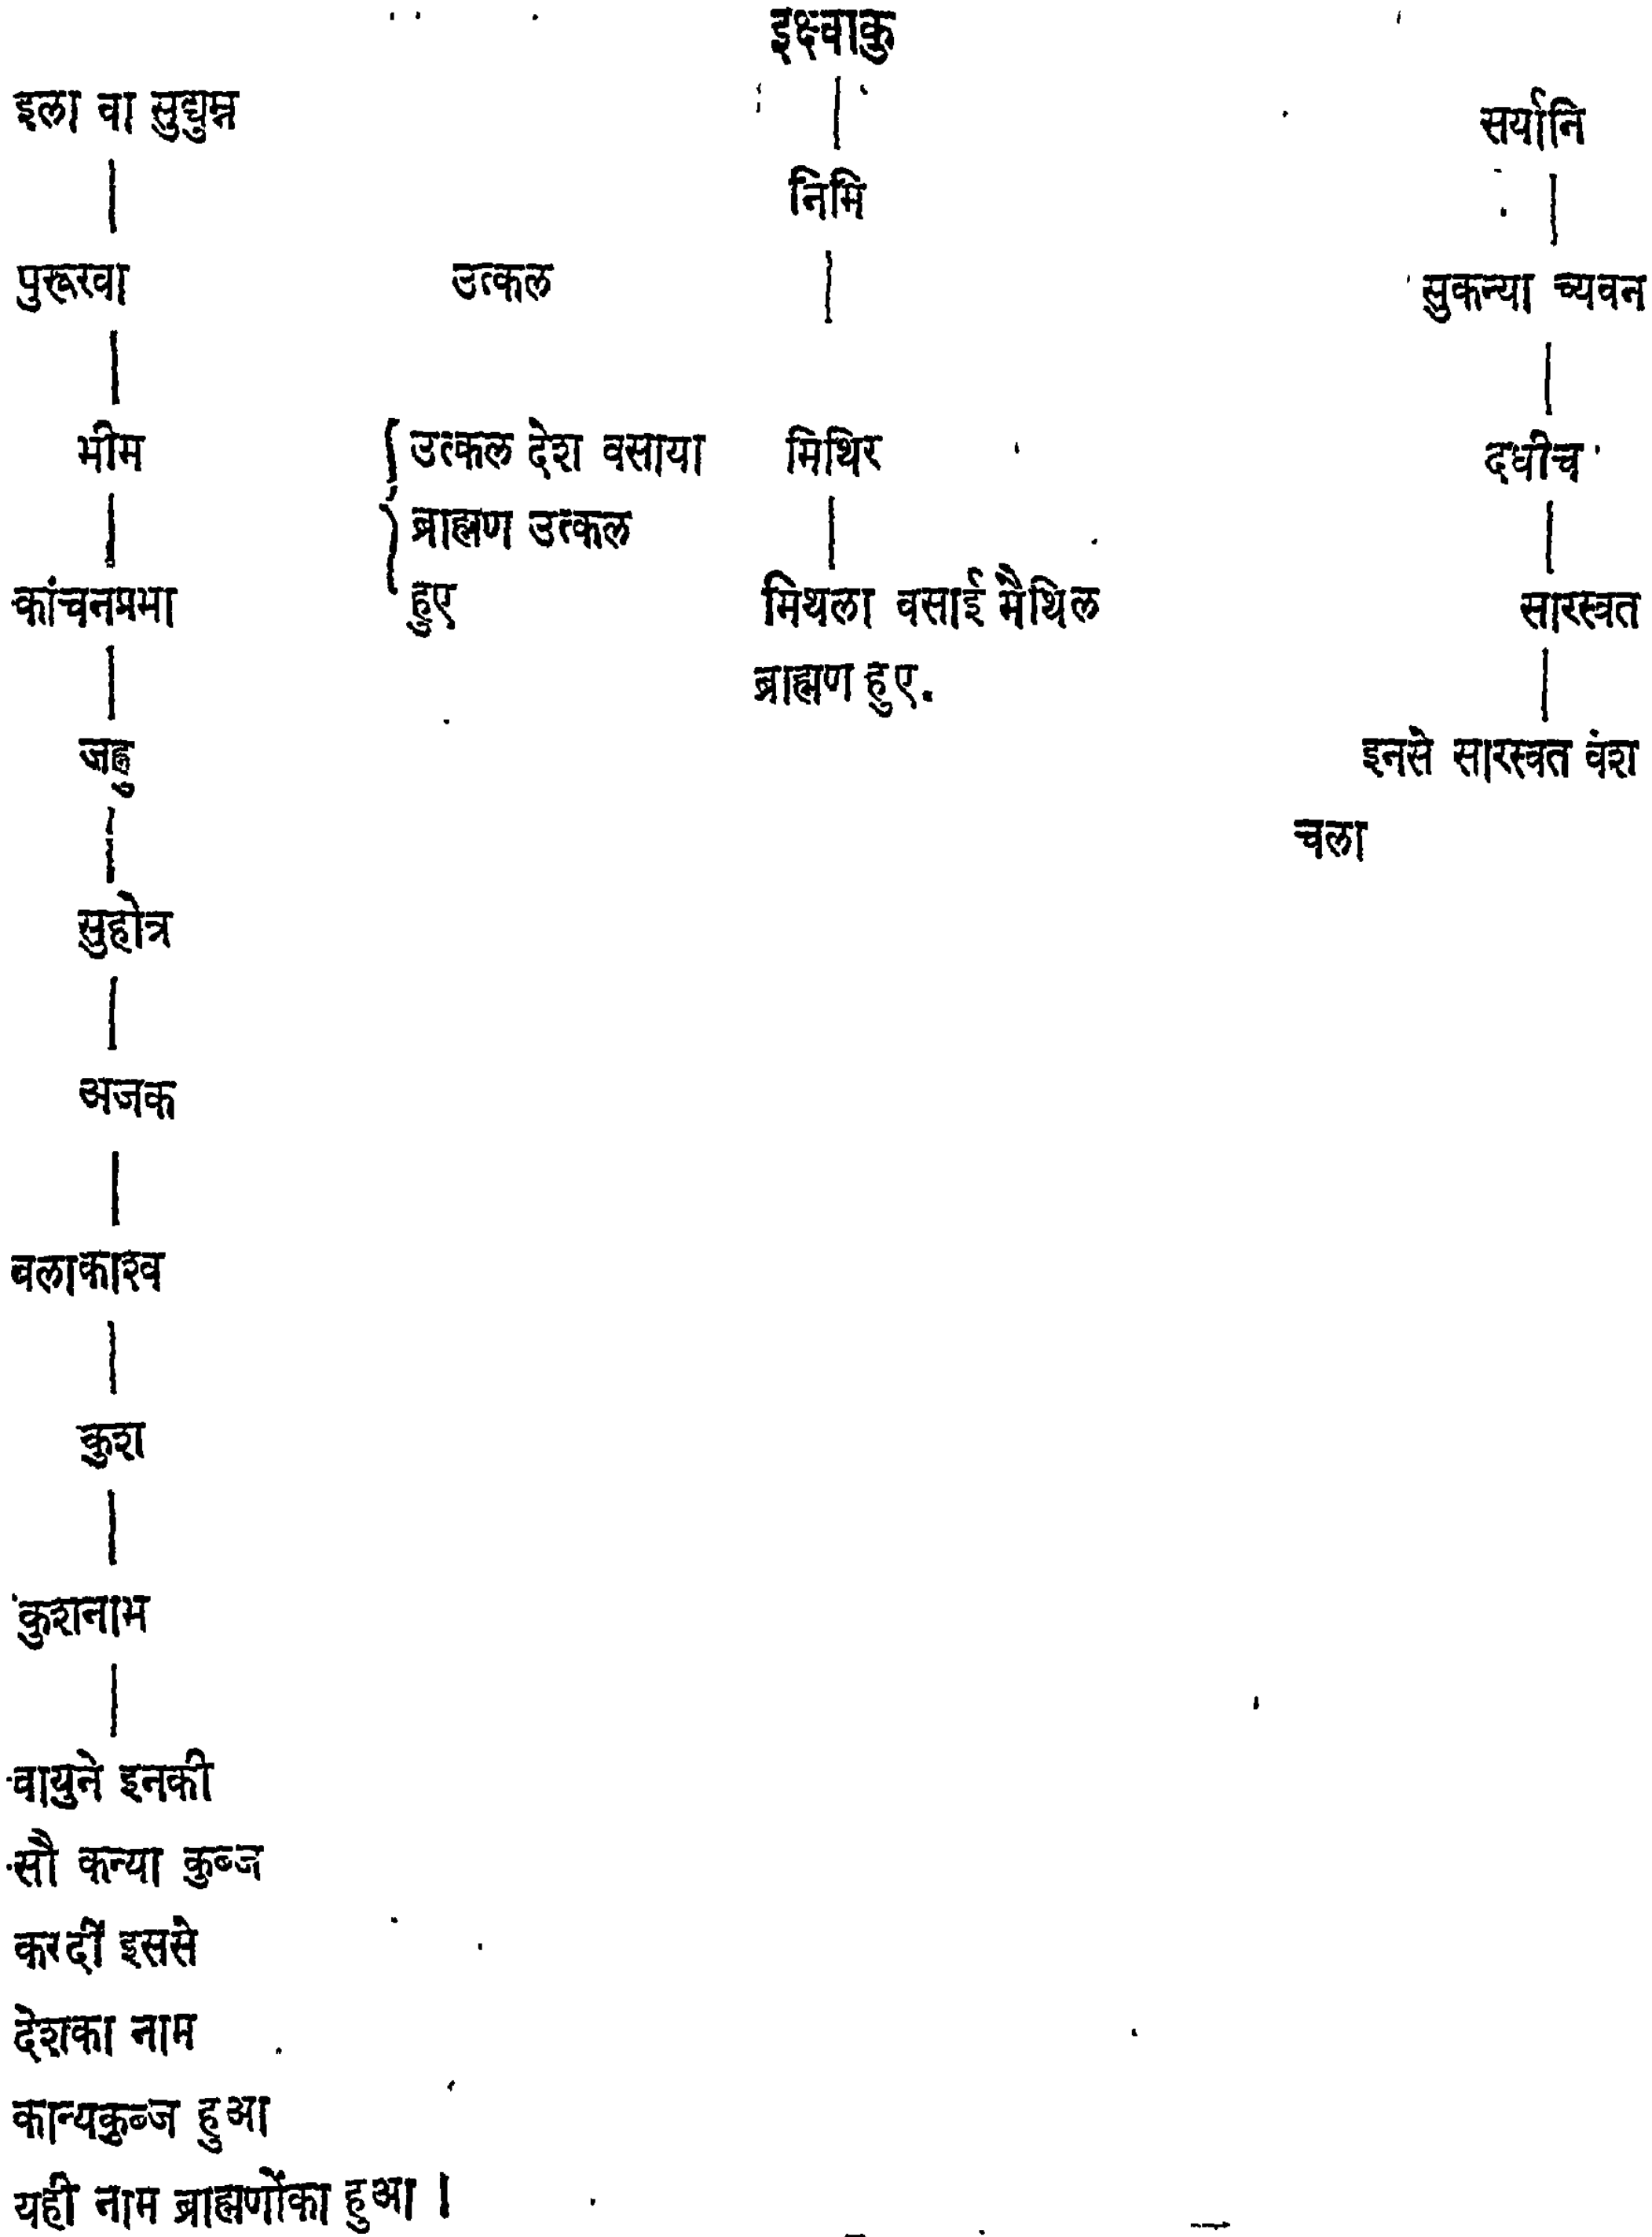 इक्ष्वाकु
इला वा सुद्युम्न
सर्यानि
निमि
पुरूरवा
उत्कल
सुकन्या च्यवन
भीम
उत्कल देश वसाया
मिथिर
दधीच
ब्राह्मण उत्कल
कांचनप्रभा
हुए
मिथला वसाई मैथिल
सारस्वत
ब्राह्मण हुए.
जह्नु
इनसे सारस्वत वंश
चला
सुहोत्र
अजक
वलाकाश्व
कुश
कुशनाभ
वायुने इनकी
सौ कन्या कुब्ज
करदीं इससे
देशका नाम
कान्यकुब्ज हुआ
यही नाम ब्राह्मणोंका हुआ ।